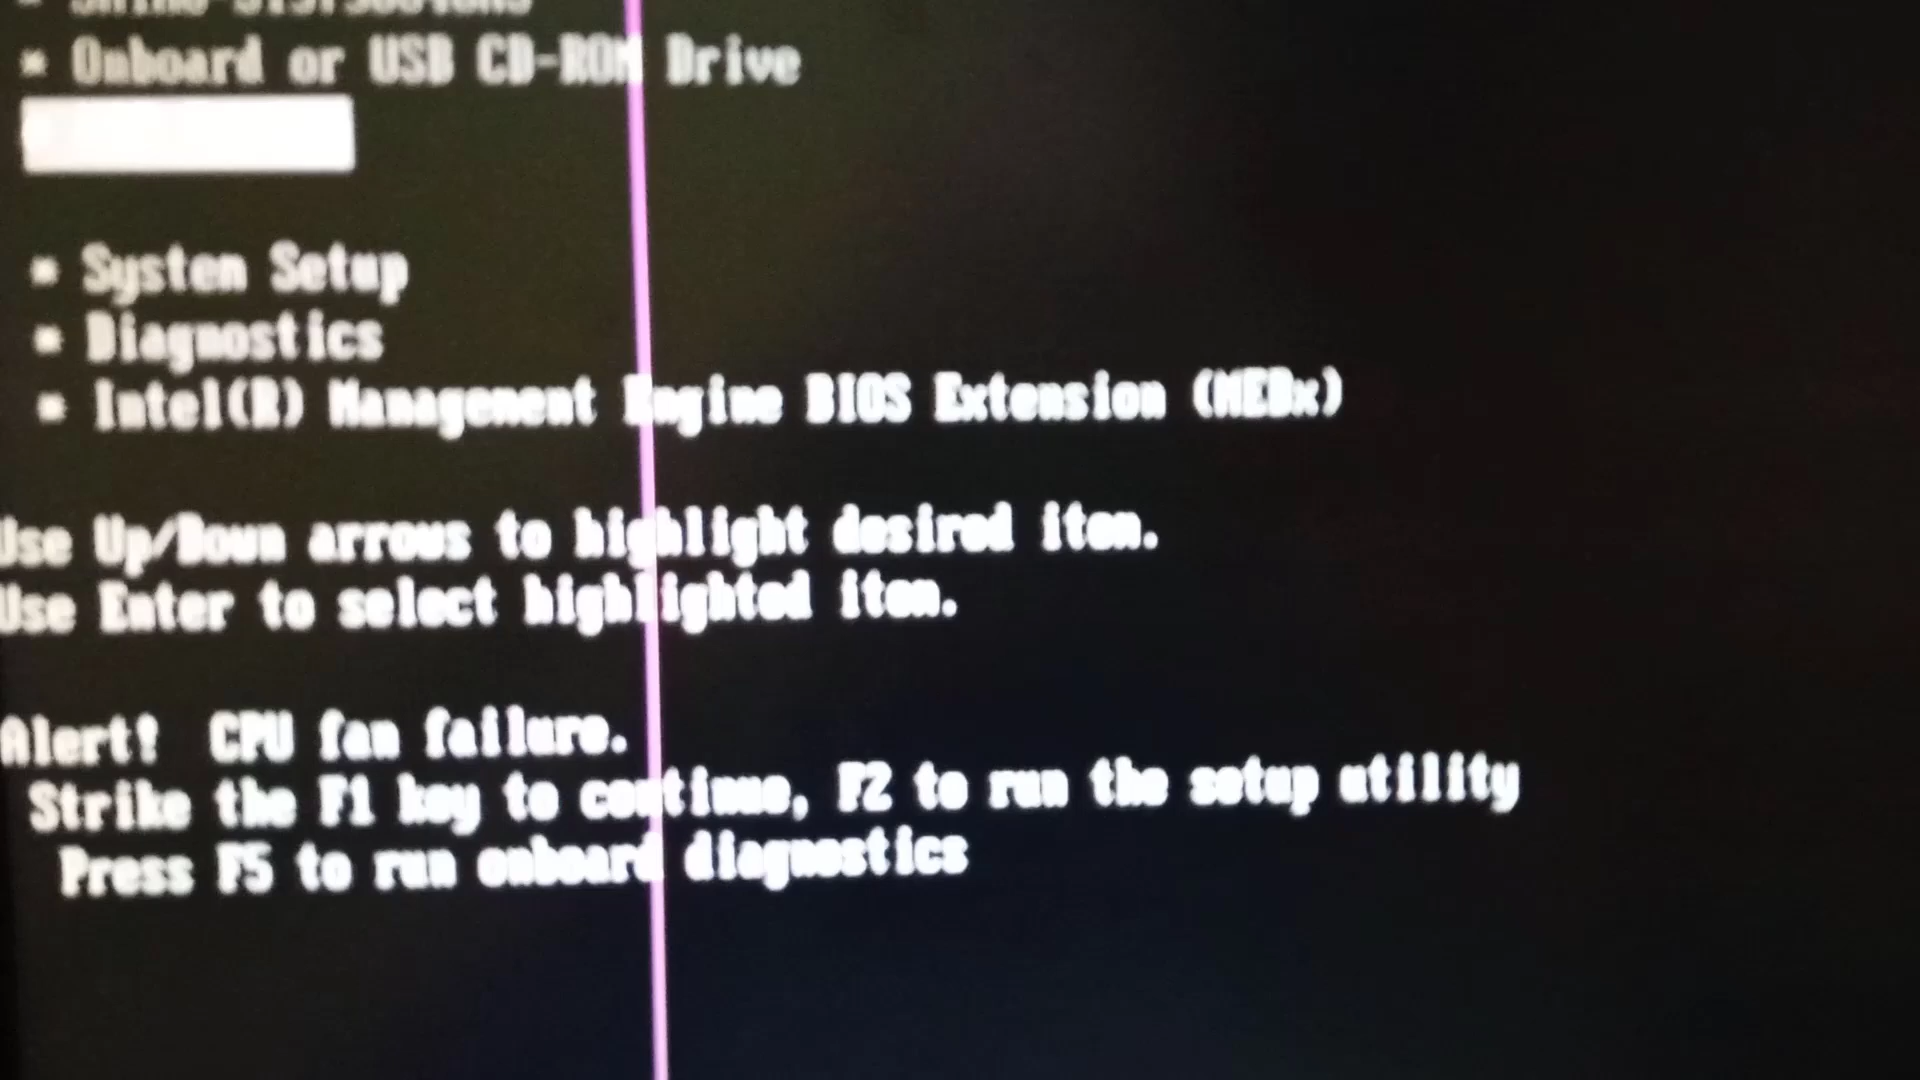 * Onboard or USB CD-ROM Drive
* System Setup
* Diagnostics
* Intel(R) Management Engine BIOS Extension (MEBx)
Use Up/Down arrows to highlight desired item.
Use Enter to select highlighted item.
Alert! CPU fan failure.
Strike the F1 key to continue, F2 to run the setup utility
Press F5 to run onboard diagnostics